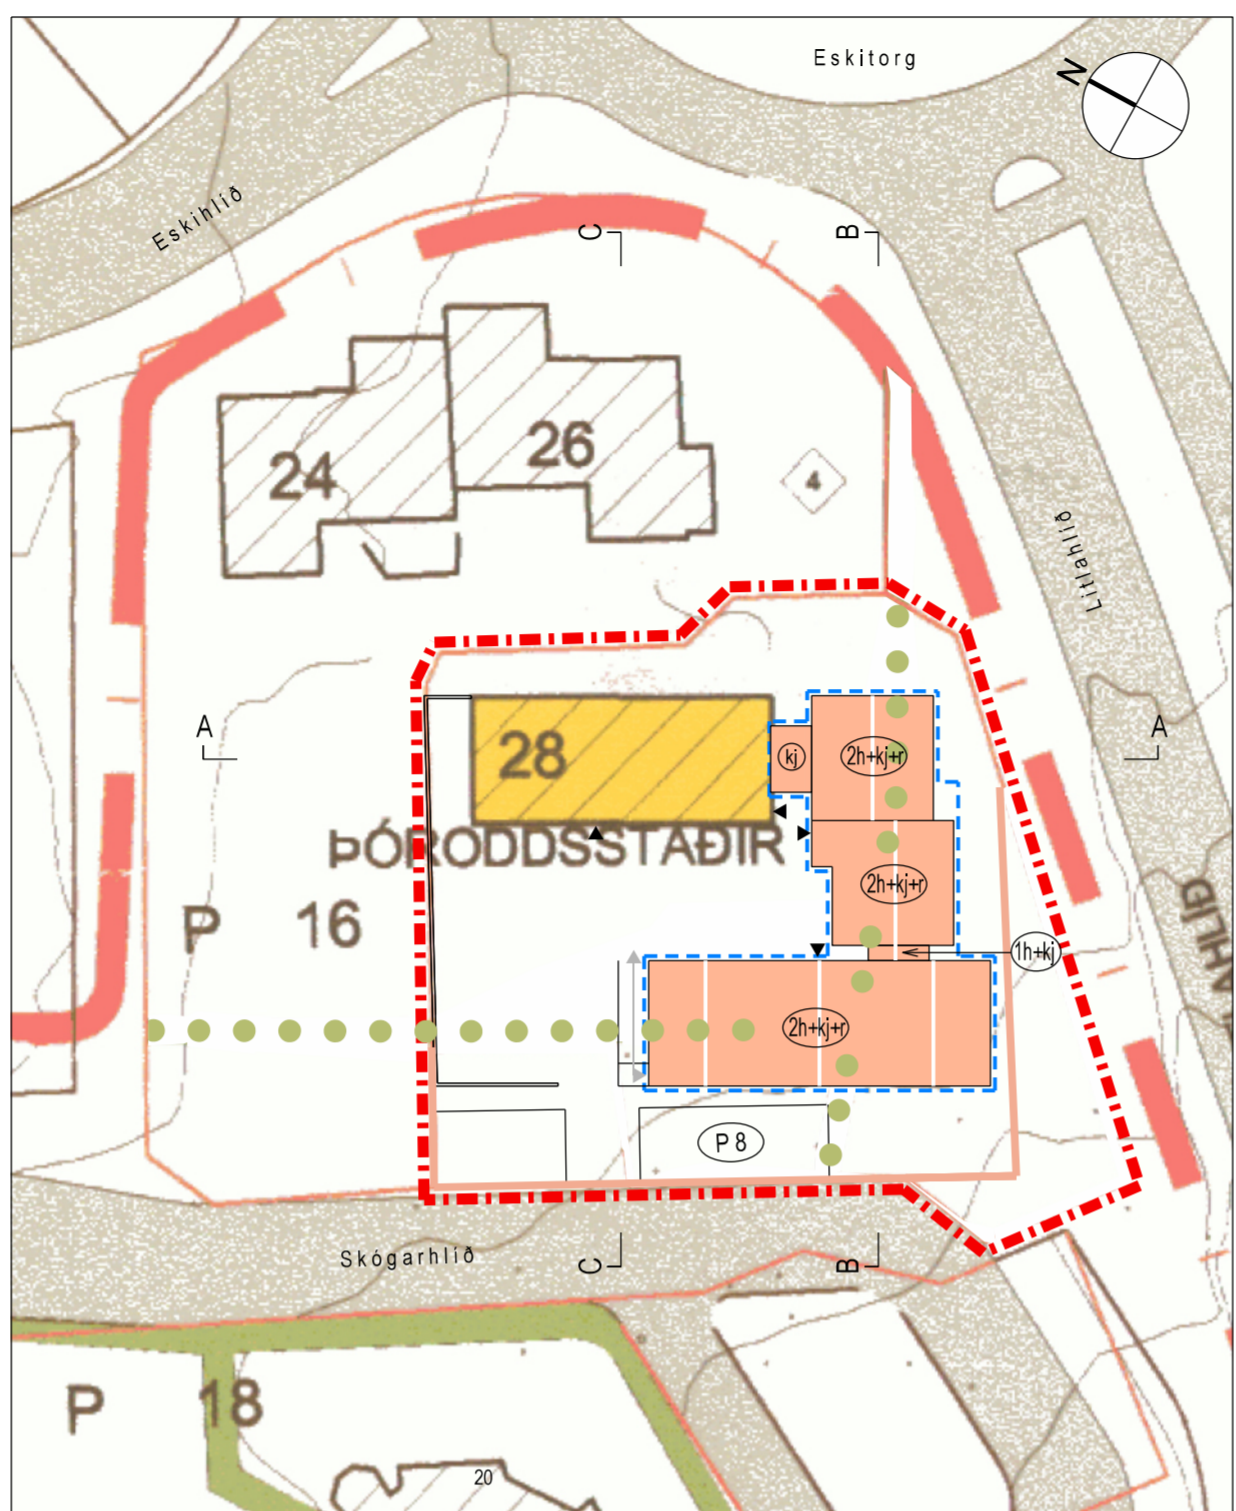 Eskitorg
N
Eskihlíð
C
B
26
24
4
Litlahlíð
A
A
28
kj
2h+kj+r
ÞÓRODDSSTAÐIR
2h+kj+r
P 16
1h+kj
2h+kj+r
P 8
Skógarhlíð
C
B
P 18
20